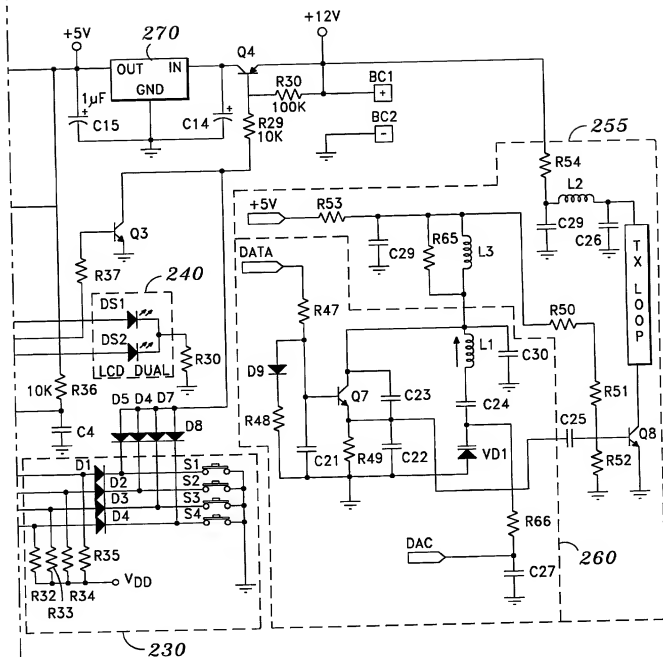 +5V
270
Q4
+12V
OUT
IN
GND
1μF
C15
C14
R30
100K
R29
10K
BC1
+
BC2
-
255
R54
L2
C29
C26
TX LOOP
+5V
R53
Q3
R37
C29
R65
L3
DATA
240
DS1
DS2
LCD DUAL
R30
R47
R50
L1
C30
D9
Q7
C23
C24
R51
10K
R36
C4
D5
D4
D7
D8
R48
C21
R49
C22
VD1
C25
Q8
R52
D1
D2
D3
D4
S1
S2
S3
S4
R66
DAC
C27
260
R35
R32
R33
R34
VDD
230